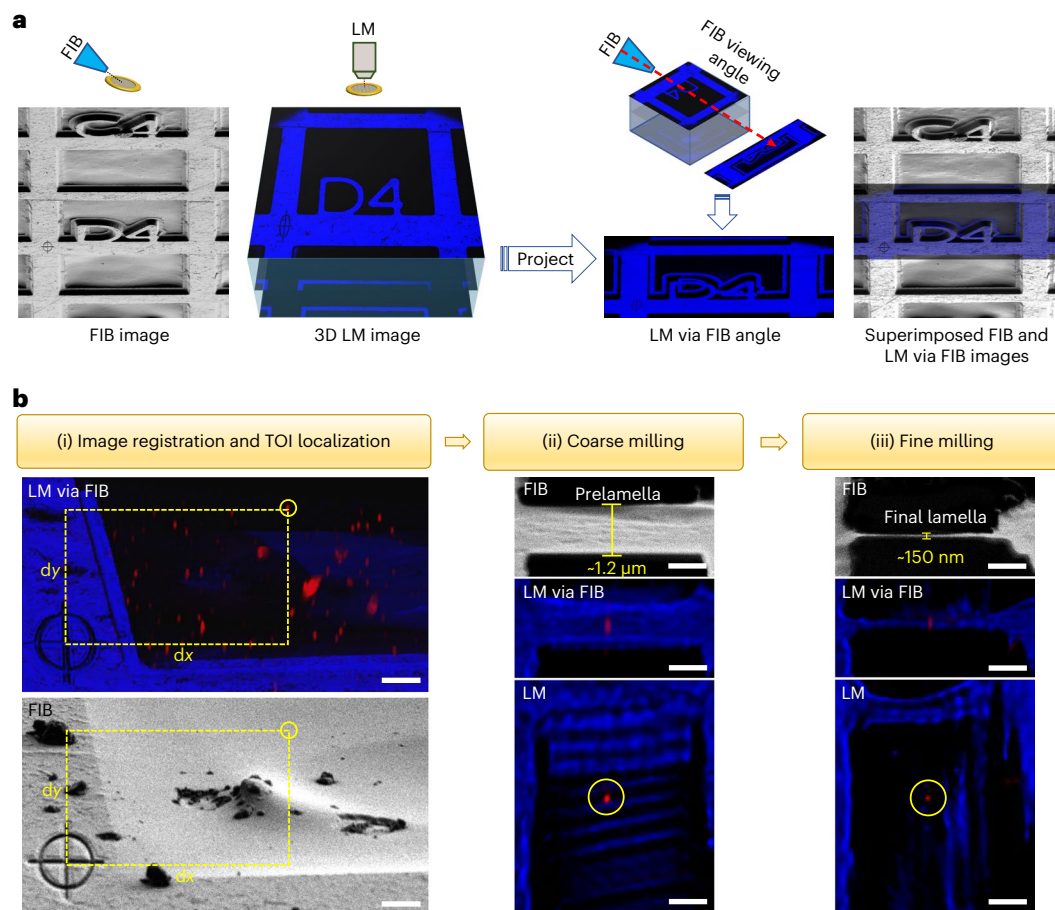 a
FIB
LM
FIB
FIB viewing
angle
C4
D4
D4
D4
Project
D4
C4
D4
FIB image
3D LM image
LM via FIB angle
Superimposed FIB and
LM via FIB images
b
(i) Image registration and TOI localization
(ii) Coarse milling
(iii) Fine milling
LM via FIB
dy
dx
FIB
dy
dx
FIB
Prelamella
~1.2 µm
LM via FIB
LM
FIB
Final lamella
~150 nm
LM via FIB
LM